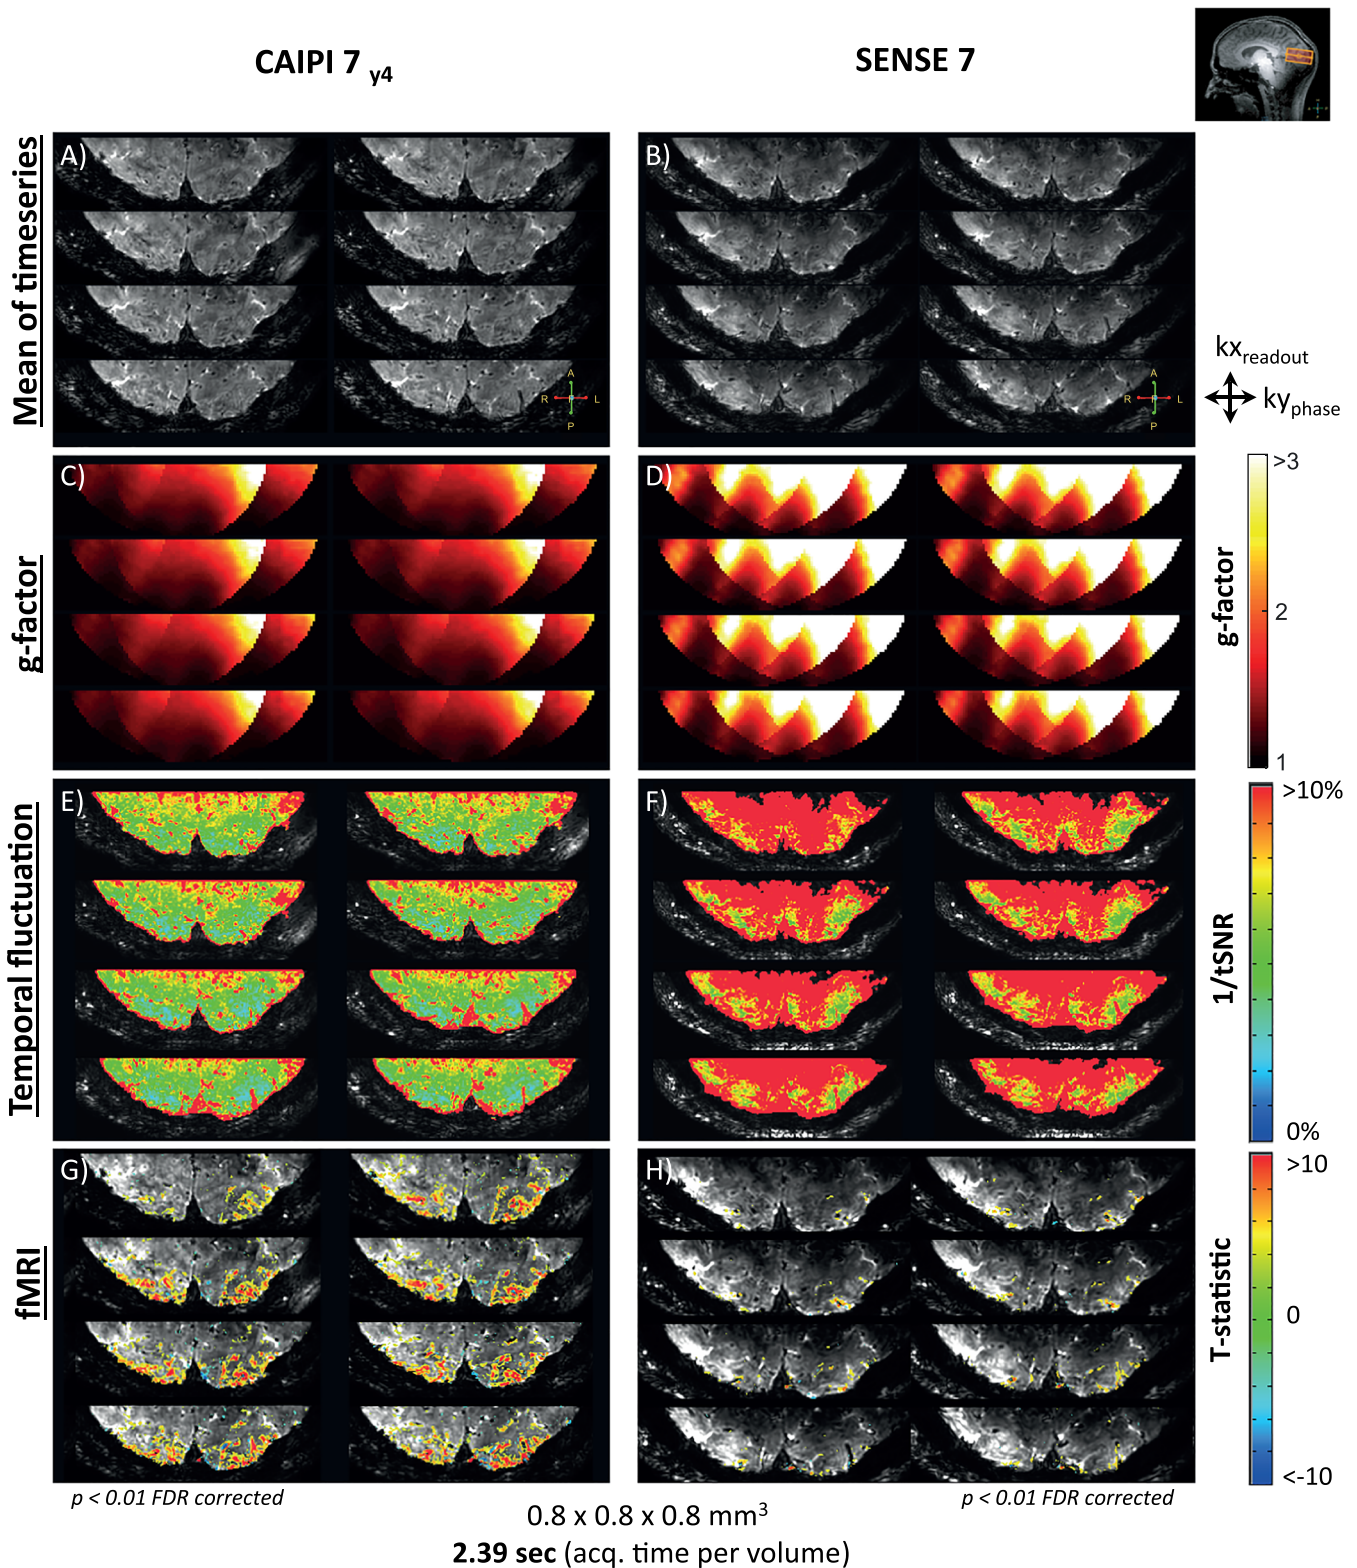 CAIPI 7 y4
SENSE 7
Mean of timeseries
A)
B)
A
R L
P
A
R L
P
kxreadout
kyphase
g-factor
C)
D)
g-factor
>3
2
1
Temporal fluctuation
E)
F)
1/tSNR
>10%
0%
fMRI
G)
H)
T-statistic
>10
0
<-10
p < 0.01 FDR corrected
p < 0.01 FDR corrected
0.8 x 0.8 x 0.8 mm3
2.39 sec (acq. time per volume)